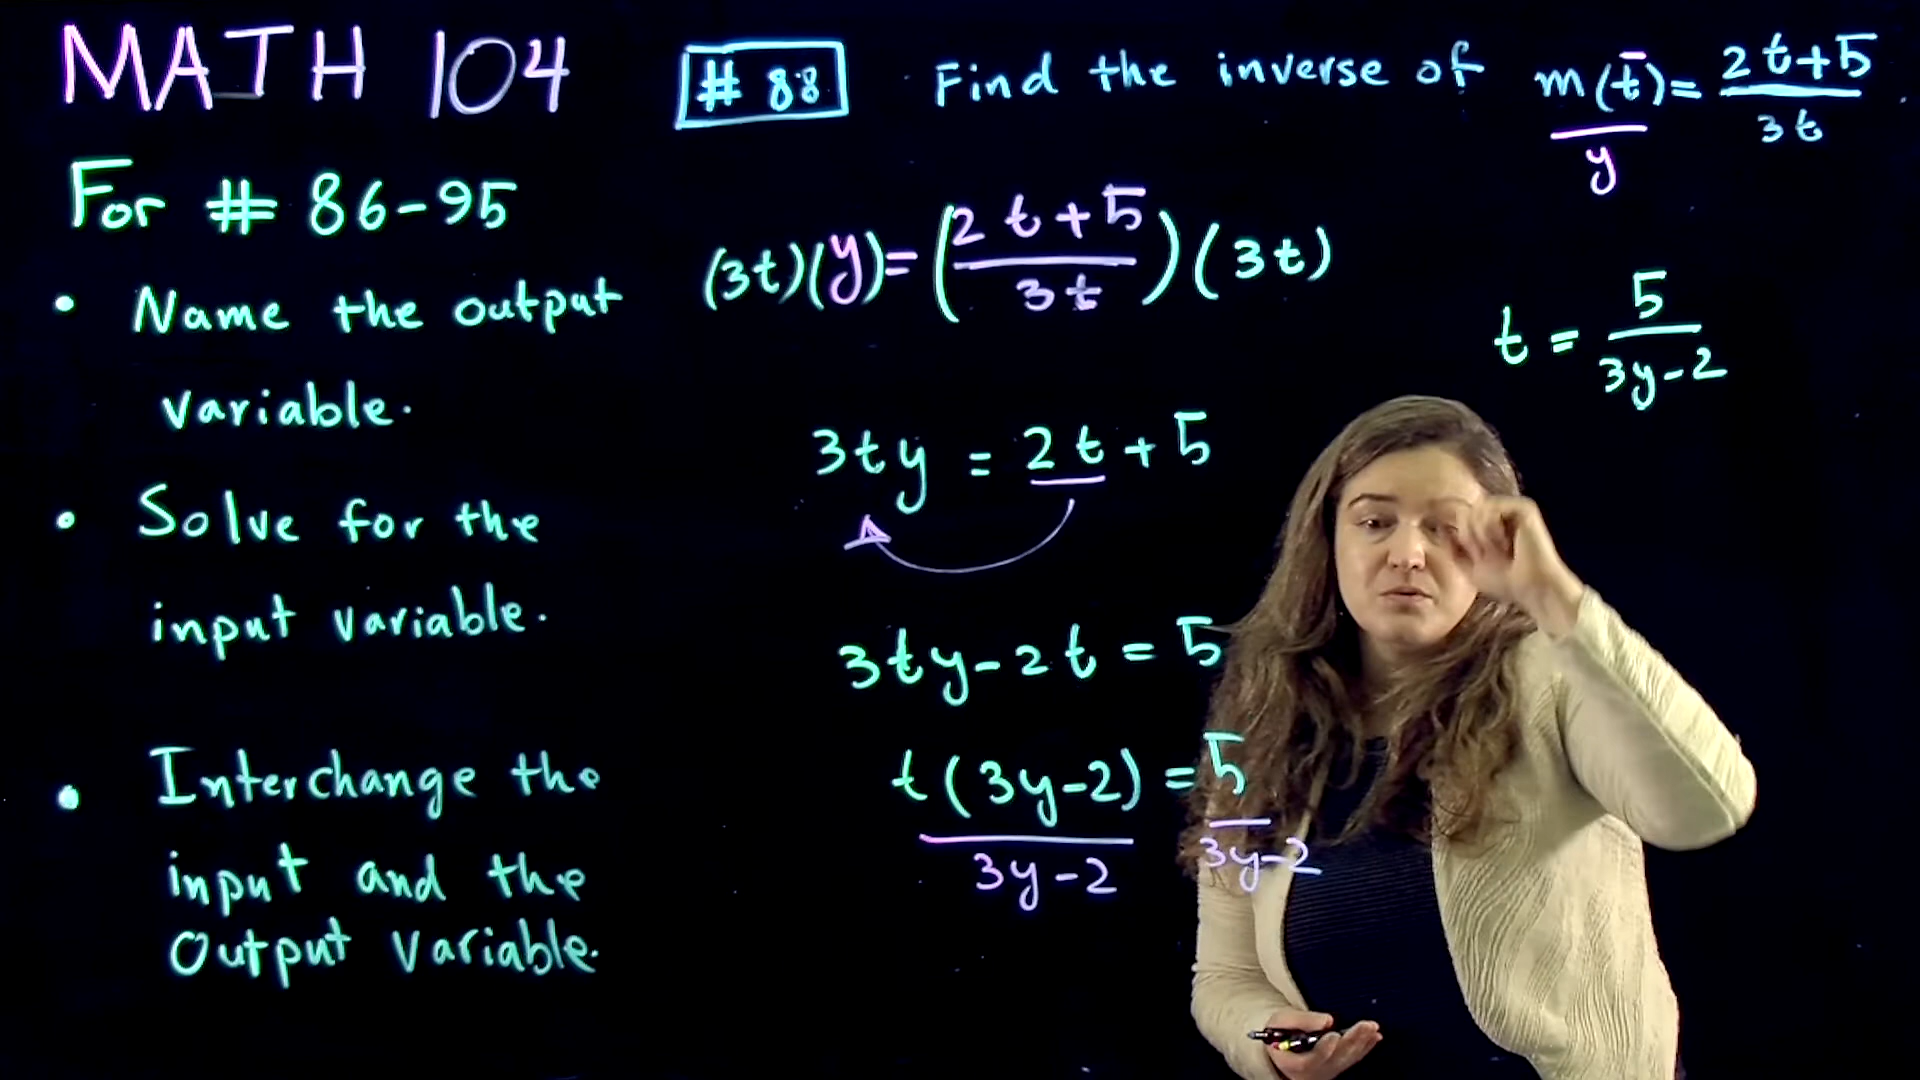 MATH 104
For # 86-95
• Name the output
variable.
• Solve for the
input variable.
• Interchange the
input and the
Output Variable.
# 88 Find the inverse of m(t) = (2t+5)/(3t).
y
(3t)(y) = ((2t+5)/(3t))(3t)
3ty = 2t + 5
3ty - 2t = 5
t(3y-2) = 5
3y-2 3y-2
t = 5/(3y-2)